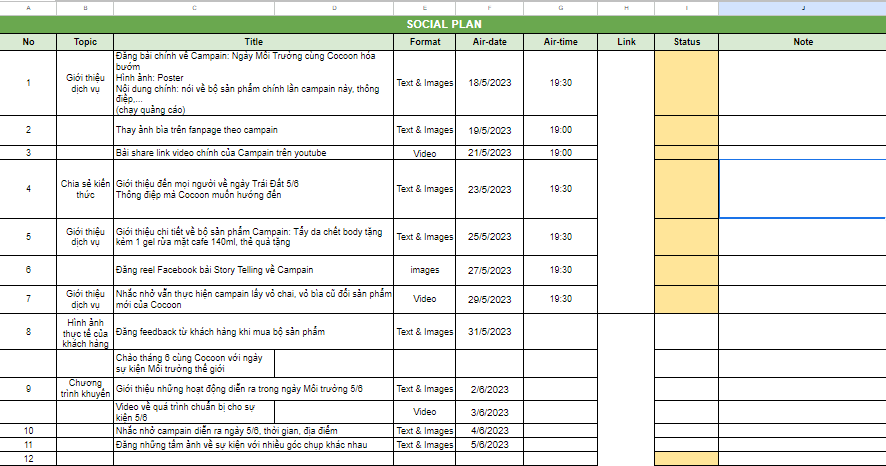 A B C D E F G H I J
SOCIAL PLAN
No Topic Title Format Air-date Air-time Link Status Note
1 Giới thiệu dịch vụ Đăng bài chính về Campain: Ngày Môi Trường cùng Cocoon hóa bướm Text & Images 18/5/2023 19:30
Hình ảnh: Poster
Nội dung chính: nói về bộ sản phẩm chính lần campain này, thông điệp,...
(chạy quảng cáo)
2 Thay ảnh bìa trên fanpage theo campain Text & Images 19/5/2023 19:00
3 Bài share link video chính của Campain trên youtube Video 21/5/2023 19:00
4 Chia sẻ kiến thức Giới thiệu đến mọi người về ngày Trái Đất 5/6 Text & Images 23/5/2023 19:30
Thông điệp mà Cocoon muốn hướng đến
5 Giới thiệu dịch vụ Giới thiệu chi tiết về bộ sản phẩm Campain: Tẩy da chết body tặng kèm 1 gel rửa mặt cafe 140ml, thẻ quà tặng Text & Images 25/5/2023 19:30
6 Đăng reel Facebook bài Story Telling về Campain images 27/5/2023 19:30
7 Giới thiệu dịch vụ Nhắc nhở vẫn thực hiện campain lấy vỏ chai, vỏ bìa cũ đổi sản phẩm mới của Cocoon Video 29/5/2023 19:30
8 Hình ảnh thực tế của khách hàng Đăng feedback từ khách hàng khi mua bộ sản phẩm Text & Images 31/5/2023
Chào tháng 6 cùng Cocoon với ngày sự kiện Môi trường thế giới
9 Chương trình khuyến Giới thiệu những hoạt động diễn ra trong ngày Môi trường 5/6 Text & Images 2/6/2023
Video về quá trình chuẩn bị cho sự kiện 5/6 Video 3/6/2023
10 Nhắc nhở campain diễn ra ngày 5/6, thời gian, địa điểm Text & Images 4/6/2023
11 Đăng những tấm ảnh về sự kiện với nhiều góc chụp khác nhau Text & Images 5/6/2023
12